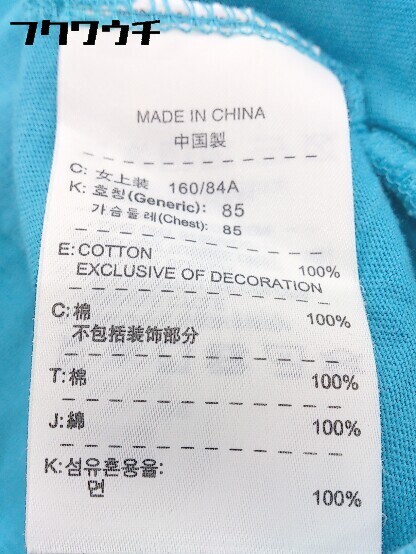 フクワウチ
MADE IN CHINA
中国製
C: 女上装 160/84A
K: 호칭(Generic): 85
가슴둘레(Chest): 85
E: COTTON 100%
EXCLUSIVE OF DECORATION
C: 棉 100%
不包括装饰部分
T: 棉 100%
J: 綿 100%
K: 섬유혼용율:
면 100%